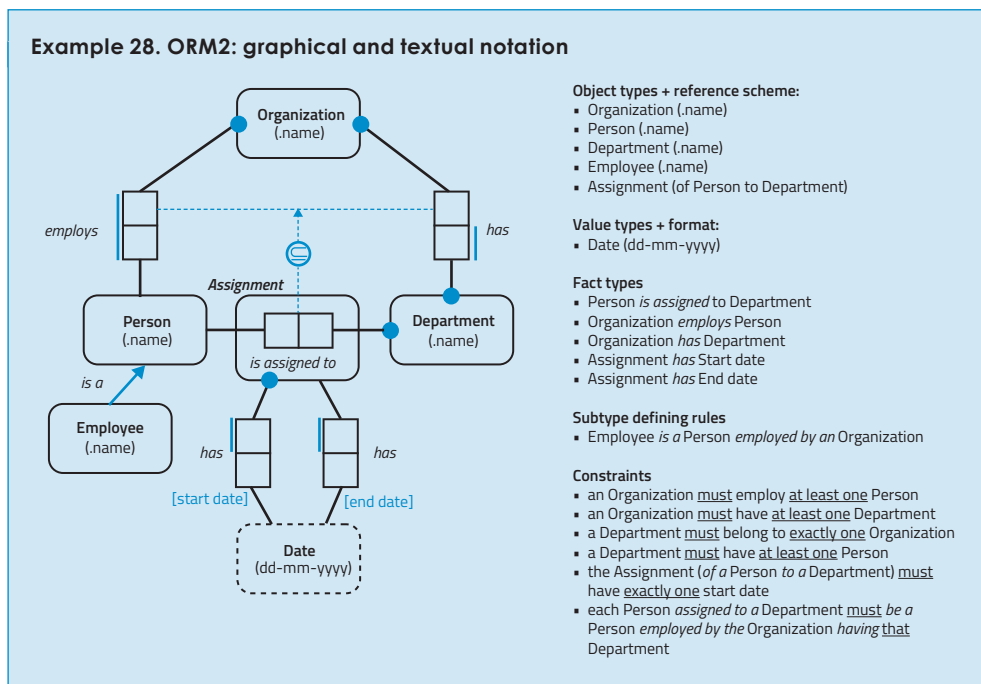 Example 28. ORM2: graphical and textual notation
Organization
(.name)
employs
has
Assignment
Person
(.name)
is assigned to
Department
(.name)
is a
Employee
(.name)
has
has
[start date]
[end date]
Date
(dd-mm-yyyy)
Object types + reference scheme:
▪ Organization (.name)
▪ Person (.name)
▪ Department (.name)
▪ Employee (.name)
▪ Assignment (of Person to Department)
Value types + format:
▪ Date (dd-mm-yyyy)
Fact types
▪ Person is assigned to Department
▪ Organization employs Person
▪ Organization has Department
▪ Assignment has Start date
▪ Assignment has End date
Subtype defining rules
▪ Employee is a Person employed by an Organization
Constraints
▪ an Organization must employ at least one Person
▪ an Organization must have at least one Department
▪ a Department must belong to exactly one Organization
▪ a Department must have at least one Person
▪ the Assignment (of a Person to a Department) must
have exactly one start date
▪ each Person assigned to a Department must be a
Person employed by the Organization having that
Department